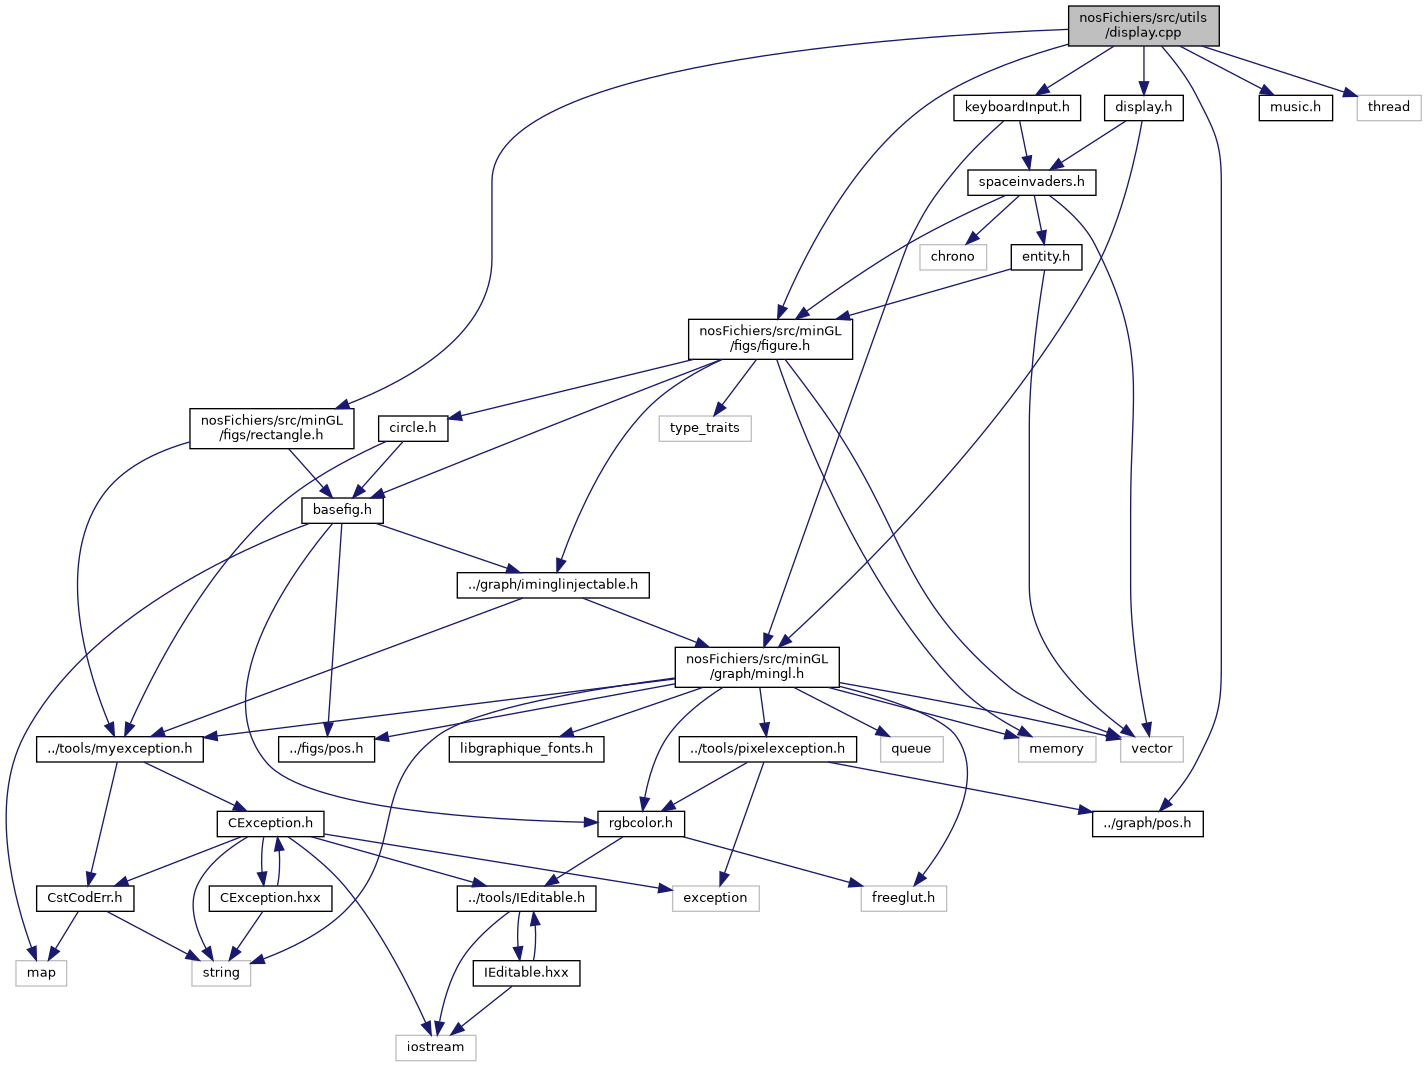 nosFichiers/src/utils
/display.cpp
keyboardInput.h
display.h
music.h
thread
spaceinvaders.h
chrono
entity.h
nosFichiers/src/minGL
/figs/figure.h
nosFichiers/src/minGL
/figs/rectangle.h
circle.h
type_traits
basefig.h
../graph/iminglinjectable.h
nosFichiers/src/minGL
/graph/mingl.h
../tools/myexception.h
../figs/pos.h
libgraphique_fonts.h
../tools/pixelexception.h
queue
memory
vector
CException.h
rgbcolor.h
../graph/pos.h
CstCodErr.h
CException.hxx
../tools/IEditable.h
exception
freeglut.h
map
string
IEditable.hxx
iostream